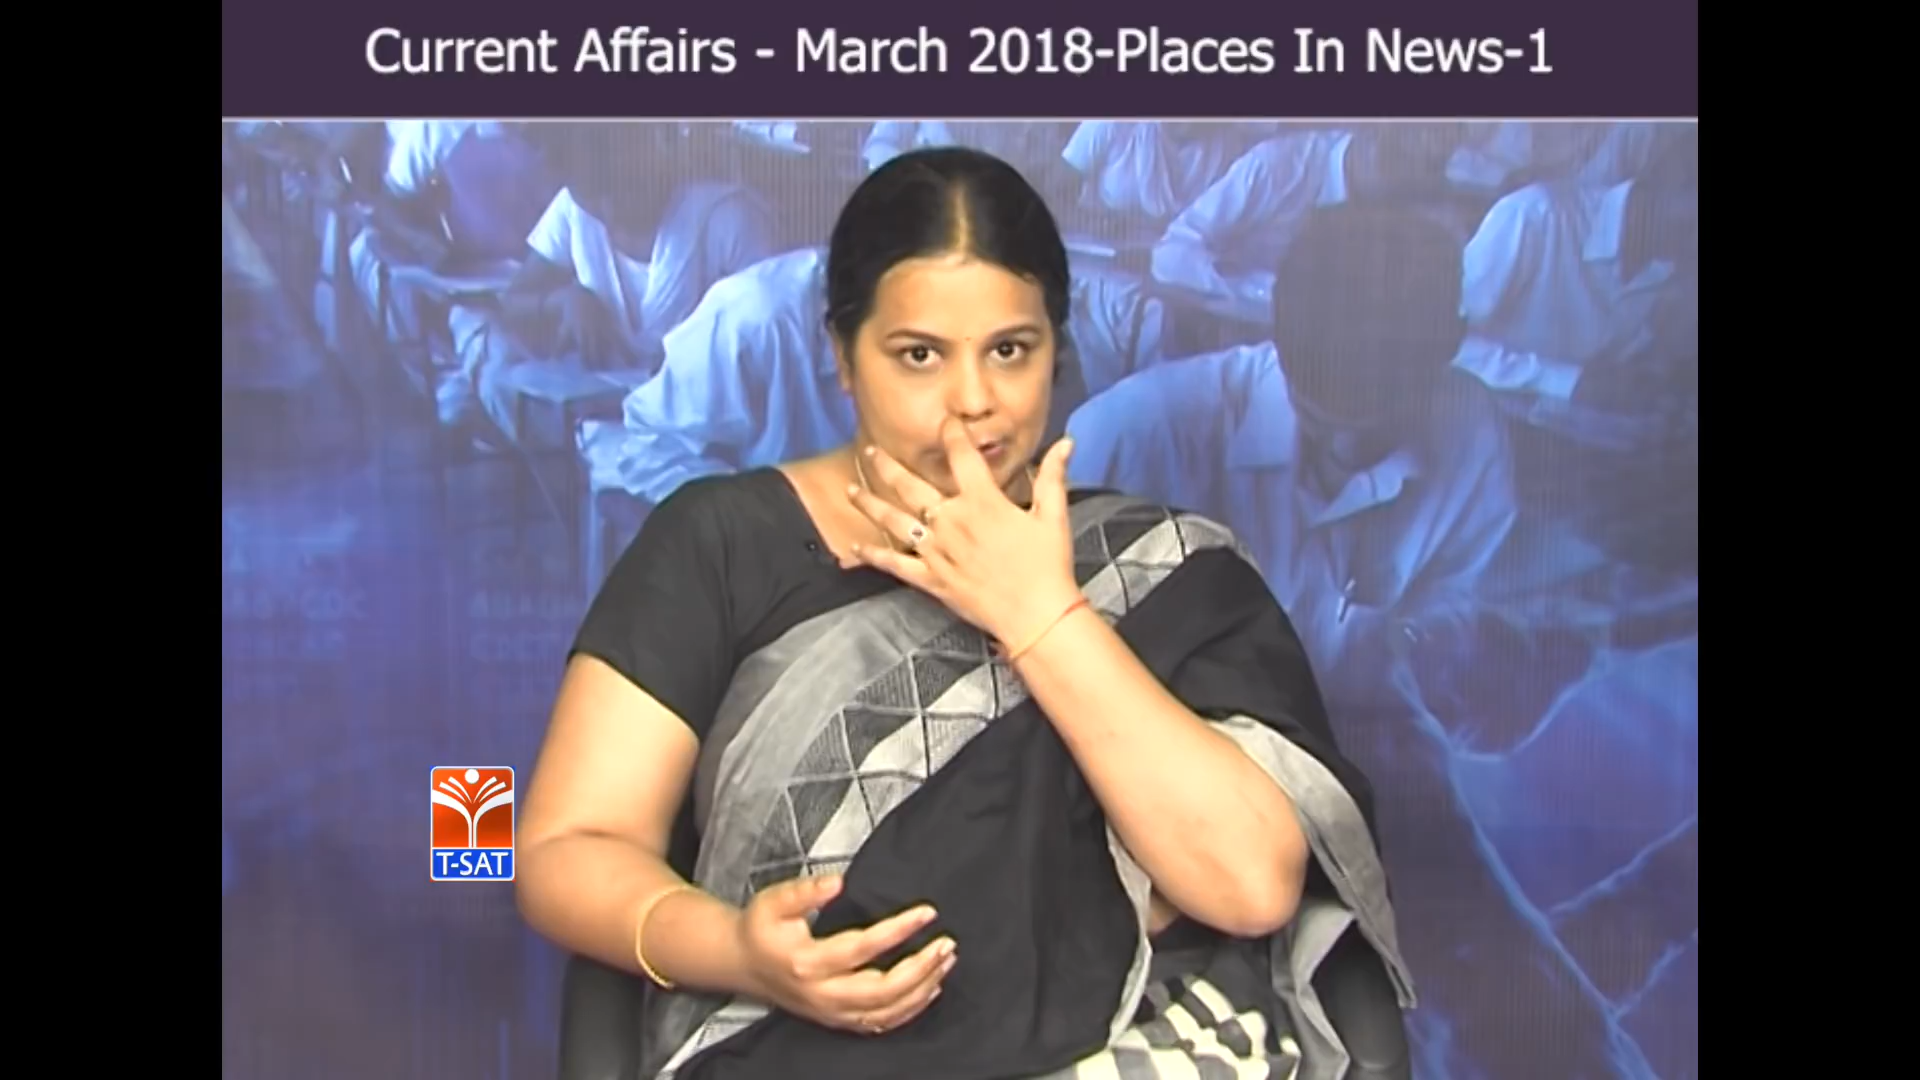 Current Affairs - March 2018-Places In News-1
T-SAT